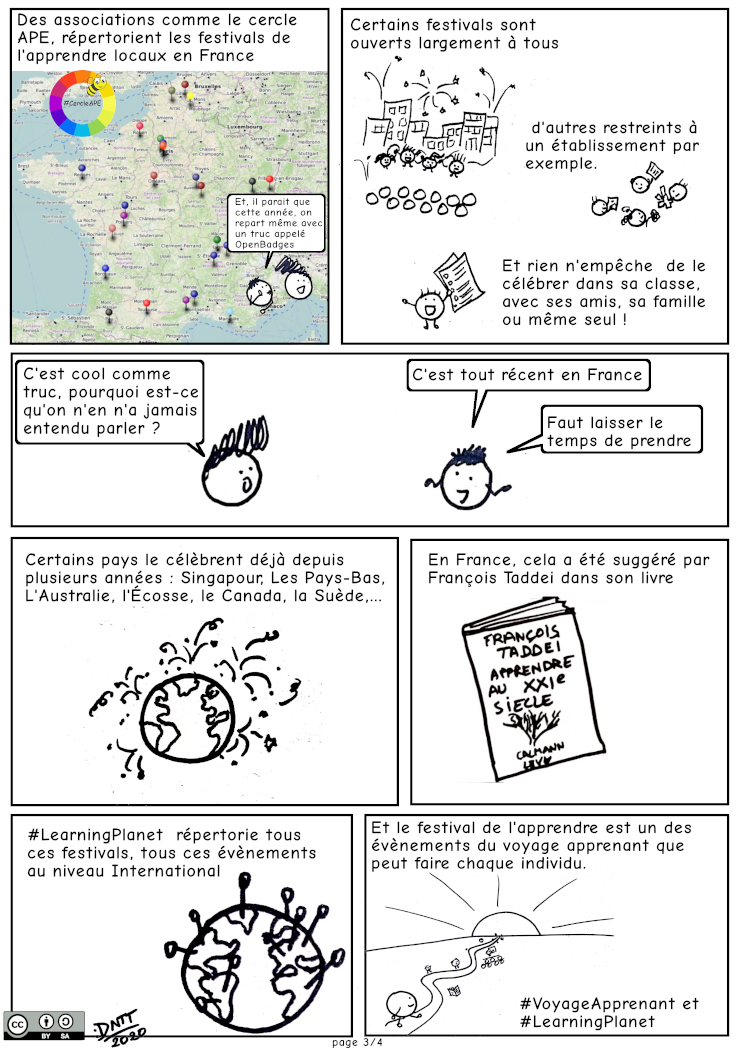 Des associations comme le cercle
APE, répertorient les festivals de
l'apprendre locaux en France
#CercleAPE
Bruxelles
Luxembourg
Et, il parait que
cette année, on
repart même avec
un truc appelé
OpenBadges
Certains festivals sont
ouverts largement à tous
d'autres restreints à
un établissement par
exemple.
Et rien n'empêche de le
célébrer dans sa classe,
avec ses amis, sa famille
ou même seul !
C'est cool comme
truc, pourquoi est-ce
qu'on n'en n'a jamais
entendu parler ?
C'est tout récent en France
Faut laisser le
temps de prendre
Certains pays le célèbrent déjà depuis
plusieurs années : Singapour, Les Pays-Bas,
L'Australie, l'Écosse, le Canada, la Suède,...
En France, cela a été suggéré par
François Taddei dans son livre
FRANÇOIS
TADDEI
APPRENDRE
AU XXIe
SIECLE
CALMANN
LEVY
#LearningPlanet répertorie tous
ces festivals, tous ces évènements
au niveau International
Et le festival de l'apprendre est un des
évènements du voyage apprenant que
peut faire chaque individu.
#VoyageApprenant et
#LearningPlanet
CC
BY SA
2020
page 3/4